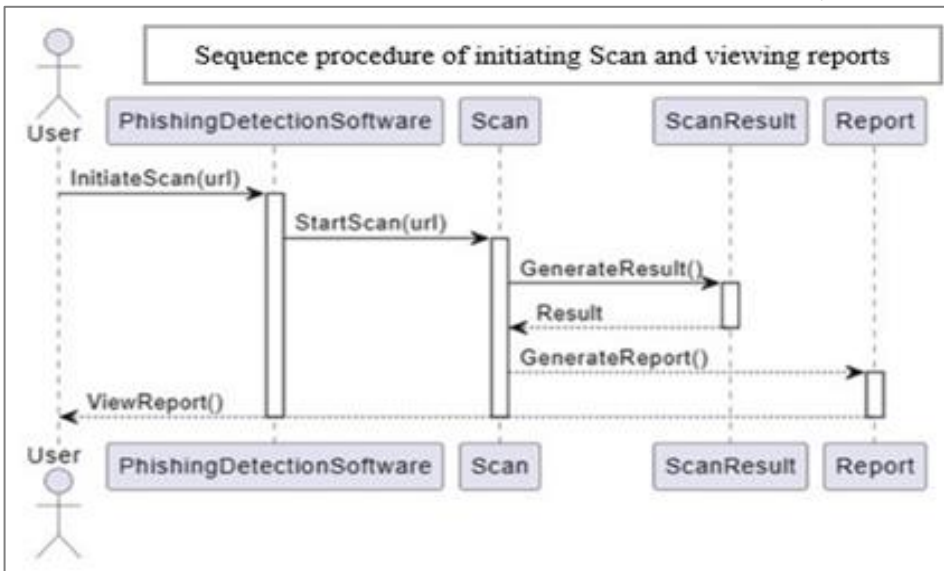 Sequence procedure of initiating Scan and viewing reports
User
PhishingDetectionSoftware
Scan
ScanResult
Report
InitiateScan(url)
StartScan(url)
GenerateResult()
Result
GenerateReport()
ViewReport()
User
PhishingDetectionSoftware
Scan
ScanResult
Report